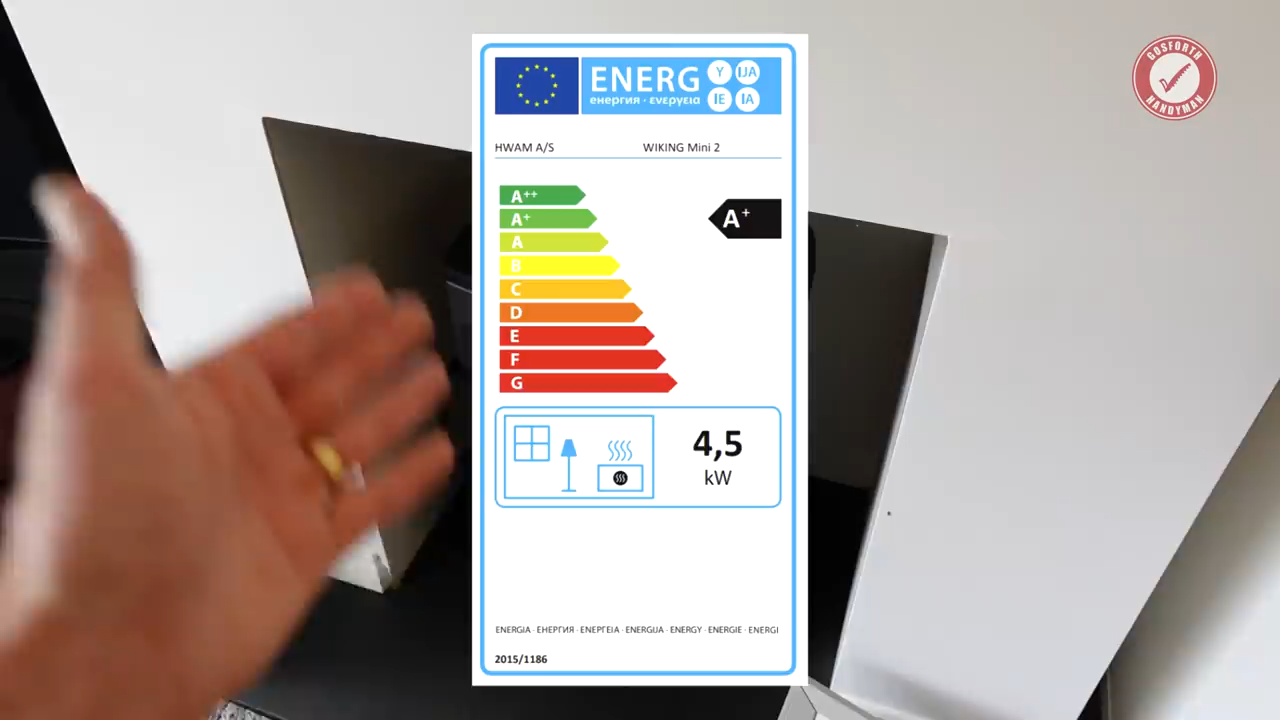 GOSFORTH
HANDYMAN
ENERG
енергия · ενεργεια
Y
IJA
IE
IA
HWAM A/S
WIKING Mini 2
A++
A+
A
B
C
D
E
F
G
A+
4,5
kW
ENERGIA · ЕНЕРГИЯ · ΕΝΕΡΓΕΙΑ · ENERGIJA · ENERGY · ENERGIE · ENERGI
2015/1186